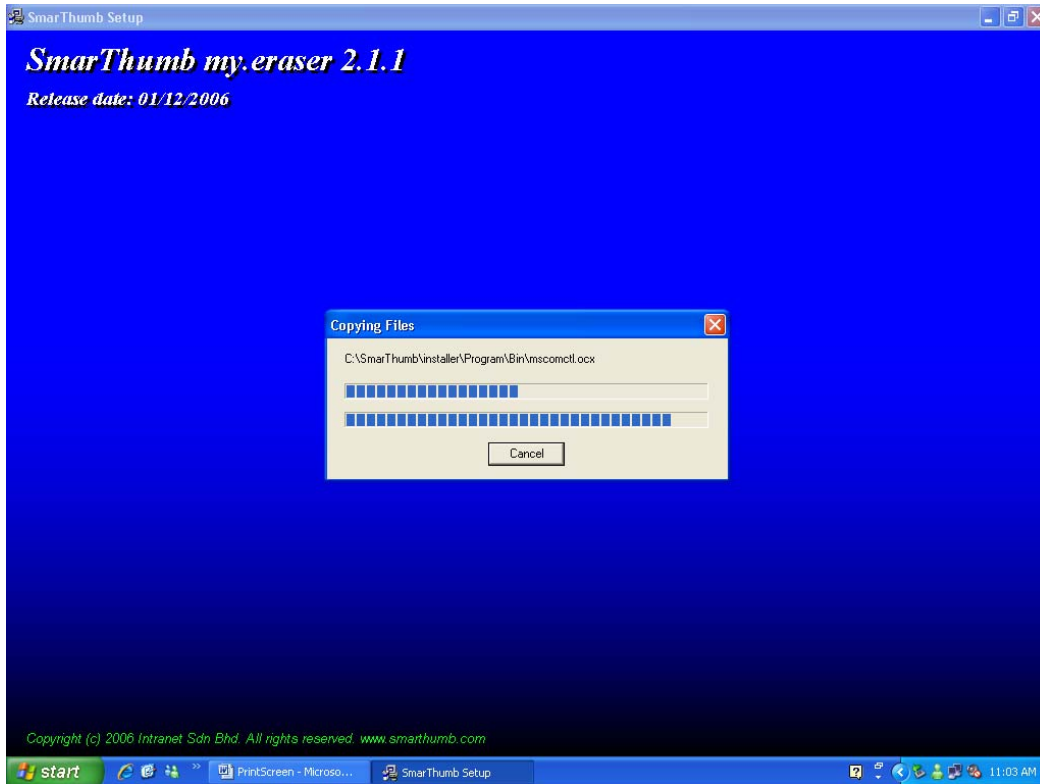 SmarThumb Setup
SmarThumb my.eraser 2.1.1
Release date: 01/12/2006
Copying Files
C:\SmarThumb\installer\Program\Bin\mscomctl.ocx
Cancel
Copyright (c) 2006 Intranet Sdn Bhd. All rights reserved. www.smarthumb.com
start
PrintScreen - Microso...
SmarThumb Setup
11:03 AM